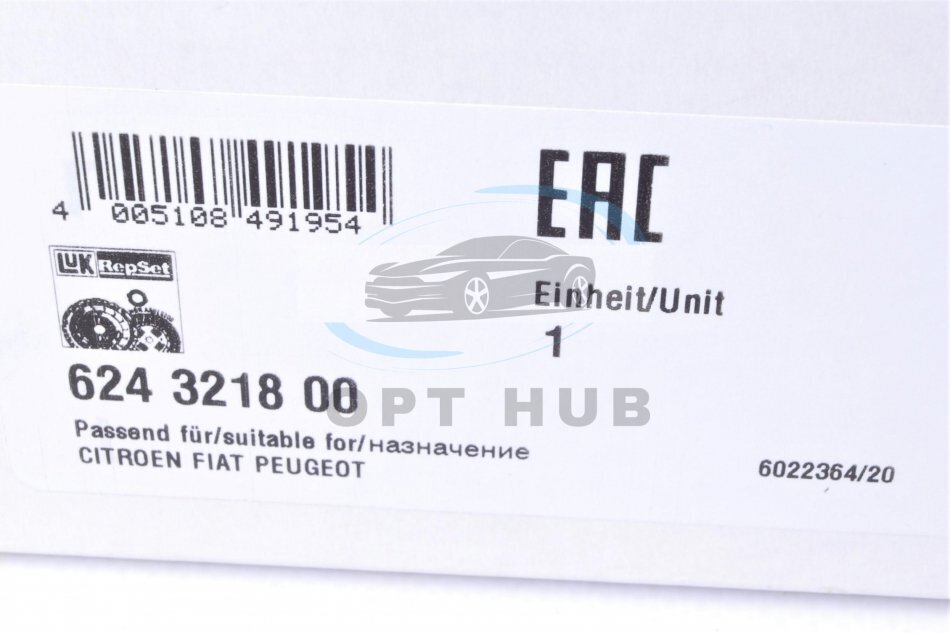 EAC
4 005108 491954
LUK RepSet
Einheit/Unit
1
624 3218 00
OPT HUB
Passend für/suitable for/назначение
CITROEN FIAT PEUGEOT
6022364/20